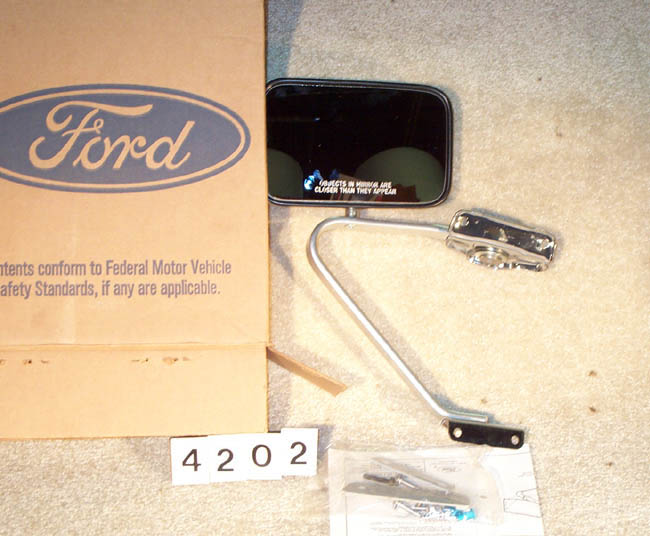 Ford
ntents conform to Federal Motor Vehicle
afety Standards, if any are applicable.
OBJECTS IN MIRROR ARE
CLOSER THAN THEY APPEAR
4202